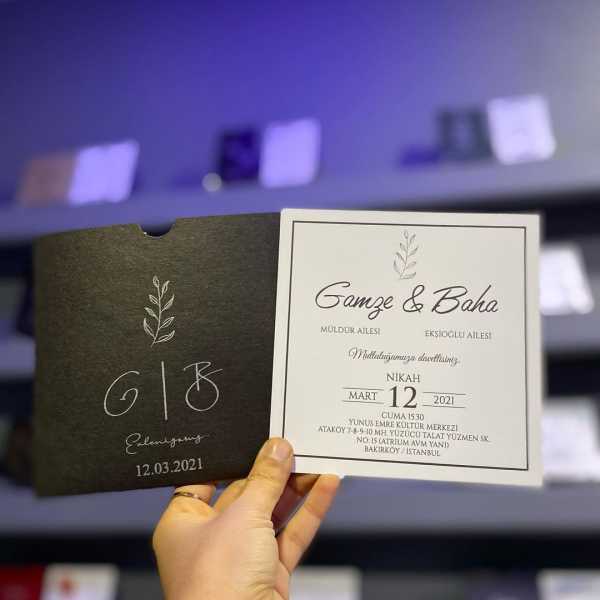 G | B
Evleniyoruz
12.03.2021
Gamze & Baha
MÜLDÜR AİLESİ
EKŞİOĞLU AİLESİ
Mutluluğumuza davetlisiniz.
NİKAH
MART 12 2021
CUMA 15:30
YUNUS EMRE KÜLTÜR MERKEZİ
ATAKÖY 7-8-9-10 MH. YÜZÜCÜ TALAT YÜZMEN SK.
NO: 15 (ATRIUM AVM YANI)
BAKIRKÖY / İSTANBUL